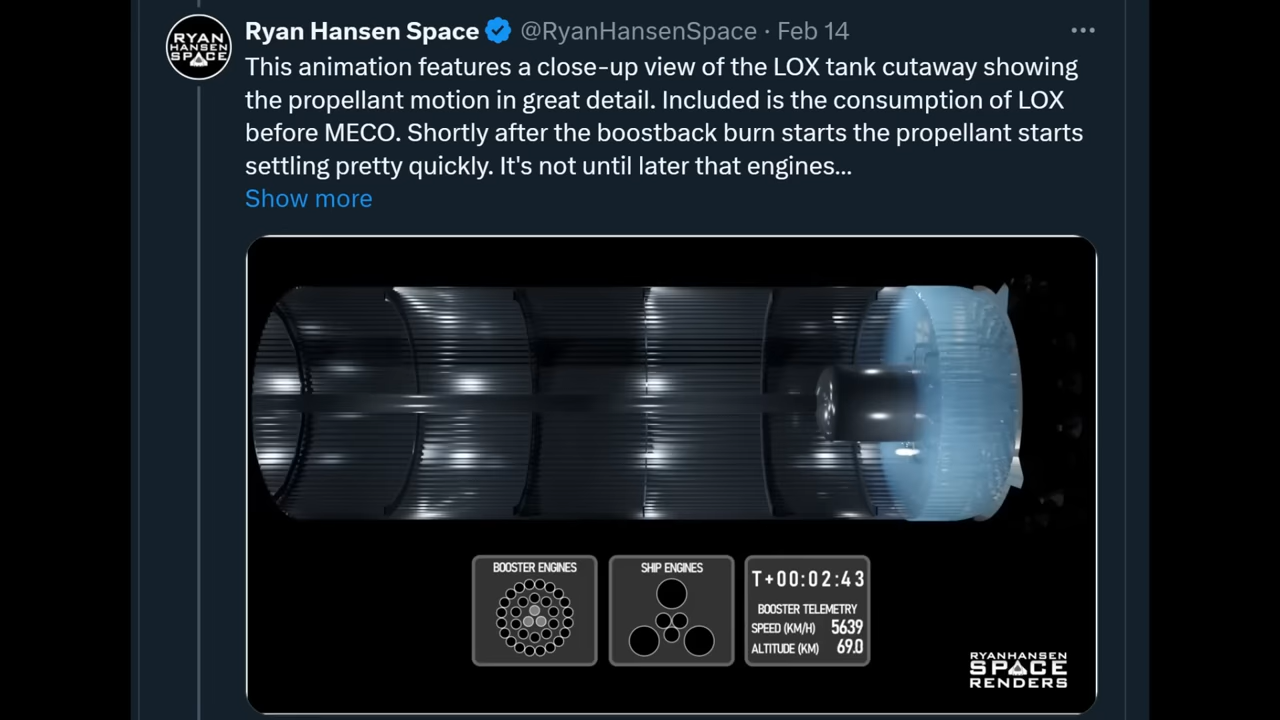 RYAN
HANSEN
SPACE
Ryan Hansen Space @RyanHansenSpace · Feb 14
This animation features a close-up view of the LOX tank cutaway showing
the propellant motion in great detail. Included is the consumption of LOX
before MECO. Shortly after the boostback burn starts the propellant starts
settling pretty quickly. It's not until later that engines...
Show more
BOOSTER ENGINES
SHIP ENGINES
T+00:02:43
BOOSTER TELEMETRY
SPEED (KM/H) 5639
ALTITUDE (KM) 69.0
RYANHANSEN
SPACE
RENDERS